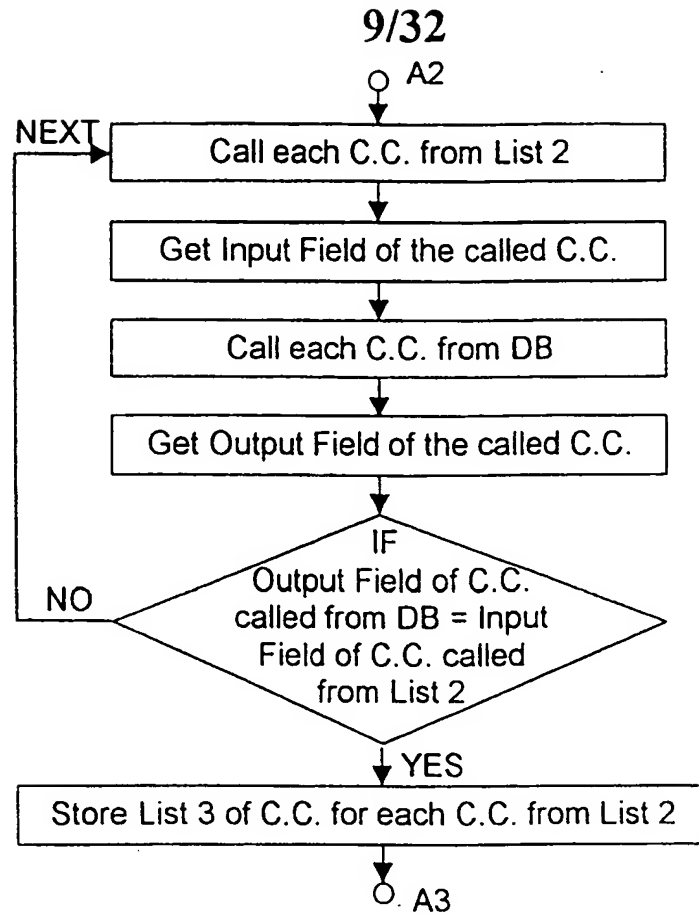 9/32
A2
NEXT
Call each C.C. from List 2
Get Input Field of the called C.C.
Call each C.C. from DB
Get Output Field of the called C.C.
IF
Output Field of C.C.
called from DB = Input
Field of C.C. called
from List 2
NO
YES
Store List 3 of C.C. for each C.C. from List 2
A3